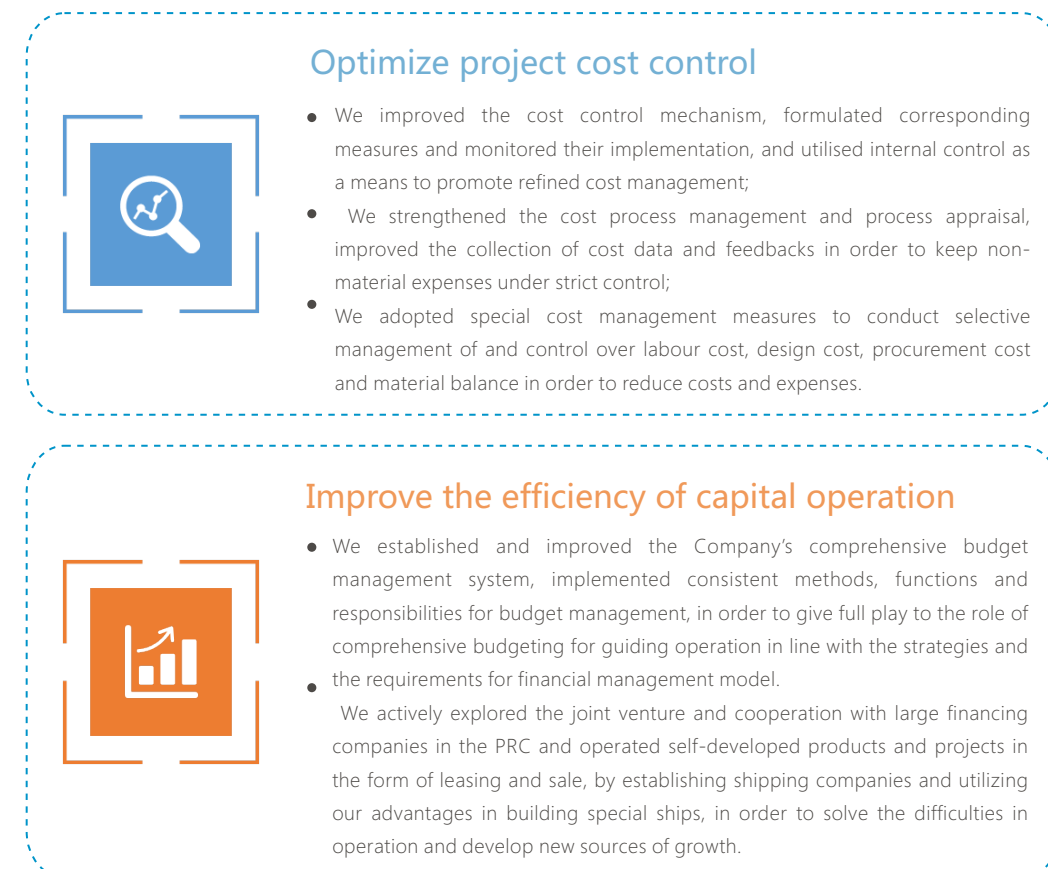 Optimize project cost control
● We improved the cost control mechanism, formulated corresponding
measures and monitored their implementation, and utilised internal control as
a means to promote refined cost management;
● We strengthened the cost process management and process appraisal,
improved the collection of cost data and feedbacks in order to keep non-
material expenses under strict control;
● We adopted special cost management measures to conduct selective
management of and control over labour cost, design cost, procurement cost
and material balance in order to reduce costs and expenses.
Improve the efficiency of capital operation
● We established and improved the Company’s comprehensive budget
management system, implemented consistent methods, functions and
responsibilities for budget management, in order to give full play to the role of
comprehensive budgeting for guiding operation in line with the strategies and
the requirements for financial management model.
● We actively explored the joint venture and cooperation with large financing
companies in the PRC and operated self-developed products and projects in
the form of leasing and sale, by establishing shipping companies and utilizing
our advantages in building special ships, in order to solve the difficulties in
operation and develop new sources of growth.